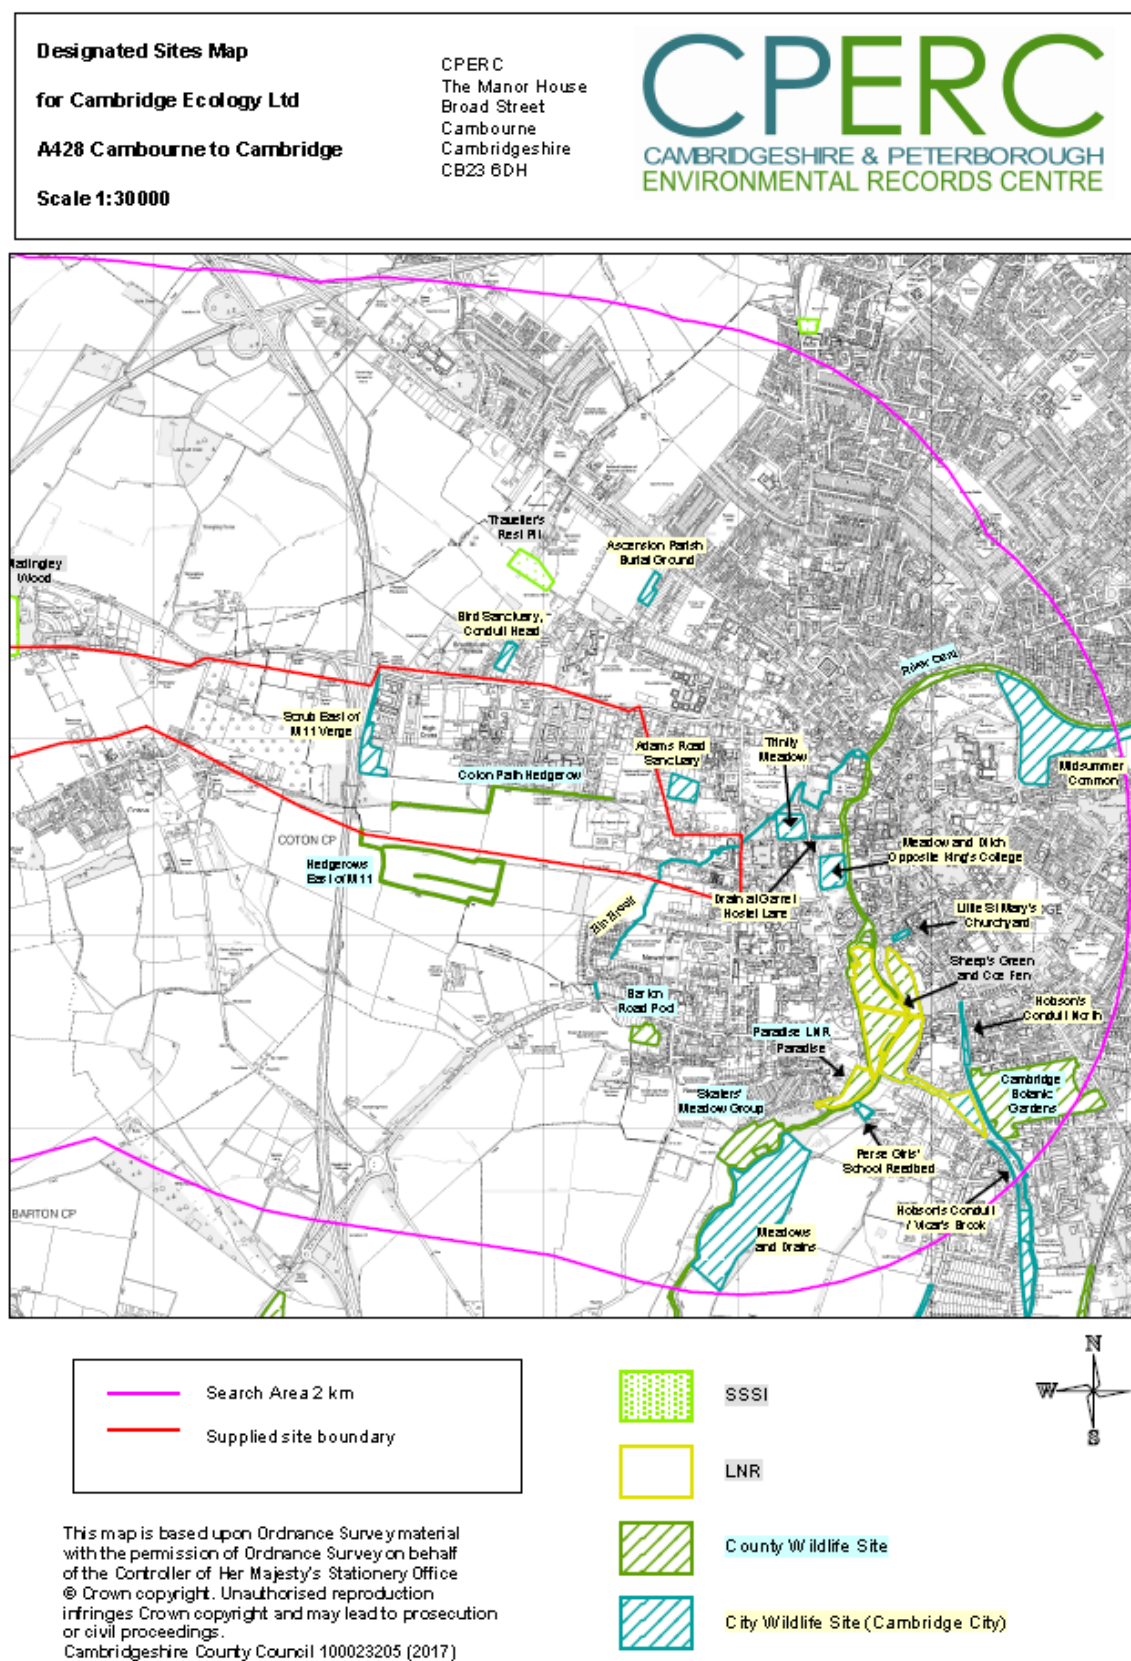 Designated Sites Map
for Cambridge Ecology Ltd
A428 Cambourne to Cambridge
Scale 1:30000
CPERC
The Manor House
Broad Street
Cambourne
Cambridgeshire
CB23 6DH
CPERC
CAMBRIDGESHIRE & PETERBOROUGH
ENVIRONMENTAL RECORDS CENTRE
Traveller's
Rest Pit
Ascension Parish
Burial Ground
Madingley
Wood
Bird Sanctuary,
Conduit Head
River Cam
Scrub East of
M11 Verge
High
Cross
Adams Road
Sanctuary
Trinity
Meadow
Midsummer
Common
Coton Path Hedgerow
Coton
COTON CP
Hedgerows
East of M11
Meadow and Ditch
Opposite King's College
Drain at Garret
Hostel Lane
Little St Mary's
Churchyard
Bin Brook
Newnham
Sheep's Green
and Coe Fen
Barton
Road Pool
Hobson's
Conduit North
Paradise LNR
Paradise
Cambridge
Botanic
Gardens
Skaters'
Meadow Group
Perse Girls'
School Reedbed
BARTON CP
Hobson's Conduit
/ Vicar's Brook
Meadows
and Drains
Search Area 2 km
Supplied site boundary
SSSI
LNR
County Wildlife Site
City Wildlife Site (Cambridge City)
N
W
S
This map is based upon Ordnance Survey material
with the permission of Ordnance Survey on behalf
of the Controller of Her Majesty's Stationery Office
© Crown copyright. Unauthorised reproduction
infringes Crown copyright and may lead to prosecution
or civil proceedings.
Cambridgeshire County Council 100023205 (2017)